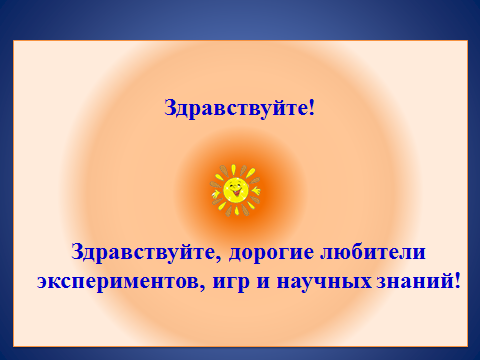 Здравствуйте!
Здравствуйте, дорогие любители
экспериментов, игр и научных знаний!